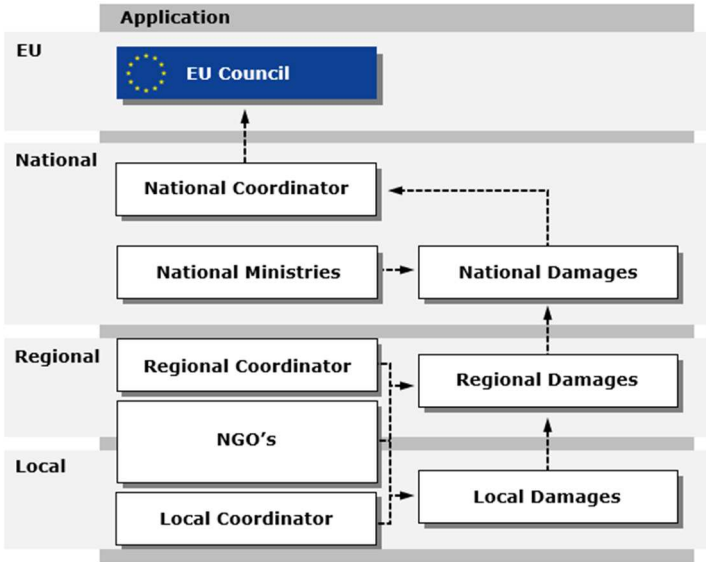 Application
EU
EU Council
National
National Coordinator
National Ministries
National Damages
Regional
Regional Coordinator
Regional Damages
NGO's
Local
Local Damages
Local Coordinator